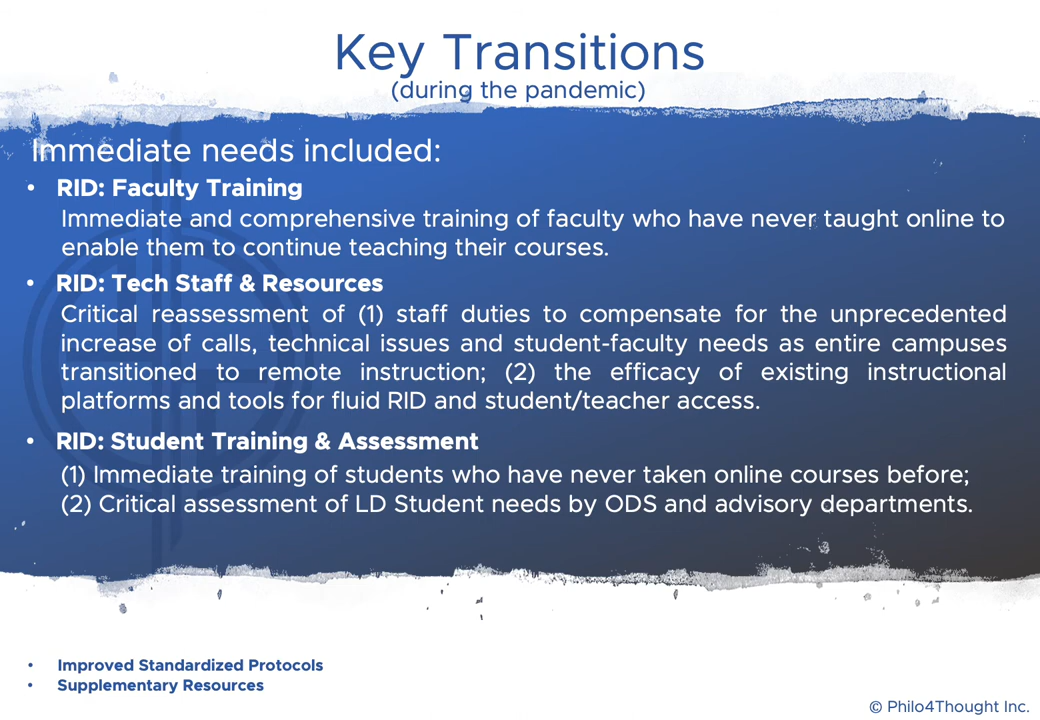 Key Transitions
(during the pandemic)
Immediate needs included:
• RID: Faculty Training
Immediate and comprehensive training of faculty who have never taught online to
enable them to continue teaching their courses.
• RID: Tech Staff & Resources
Critical reassessment of (1) staff duties to compensate for the unprecedented
increase of calls, technical issues and student-faculty needs as entire campuses
transitioned to remote instruction; (2) the efficacy of existing instructional
platforms and tools for fluid RID and student/teacher access.
• RID: Student Training & Assessment
(1) Immediate training of students who have never taken online courses before;
(2) Critical assessment of LD Student needs by ODS and advisory departments.
• Improved Standardized Protocols
• Supplementary Resources
© Philo4Thought Inc.